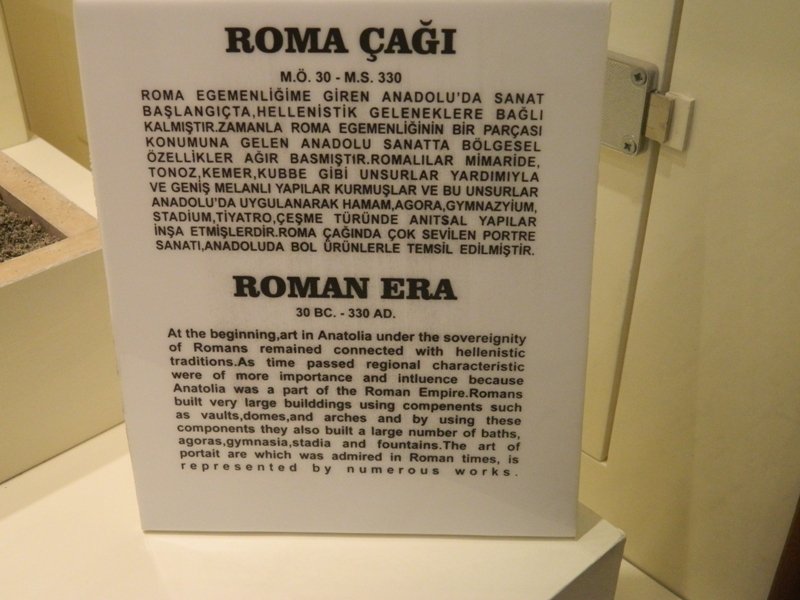 ROMA ÇAĞI
M.Ö. 30 - M.S. 330
ROMA EGEMENLİĞİME GİREN ANADOLU'DA SANAT
BAŞLANGIÇTA,HELLENİSTİK GELENEKLERE BAĞLI
KALMIŞTIR.ZAMANLA ROMA EGEMENLİĞİNİN BİR PARÇASI
KONUMUNA GELEN ANADOLU SANATTA BÖLGESEL
ÖZELLİKLER AĞIR BASMIŞTIR.ROMALILAR MİMARİDE,
TONOZ,KEMER,KUBBE GİBİ UNSURLAR YARDIMIYLA
VE GENİŞ MELANLI YAPILAR KURMUŞLAR VE BU UNSURLAR
ANADOLU'DA UYGULANARAK HAMAM,AGORA,GYMNAZYİUM,
STADİUM,TİYATRO,ÇEŞME TÜRÜNDE ANITSAL YAPILAR
İNŞA ETMİŞLERDİR.ROMA ÇAĞINDA ÇOK SEVİLEN PORTRE
SANATI,ANADOLUDA BOL ÜRÜNLERLE TEMSİL EDİLMİŞTİR.
ROMAN ERA
30 BC. - 330 AD.
At the beginning,art in Anatolia under the sovereignity
of Romans remained connected with hellenistic
tradìtions.As time passed regional characteristic
were of more importance and intluence because
Anatolia was a part of the Roman Empire.Romans
built very large builddings using compenents such
as vaults,domes,and arches and by using these
components they also built a large number of baths,
agoras,gymnasia,stadia and fountains.The art of
portait are which was admired in Roman times, is
represented by numerous works.